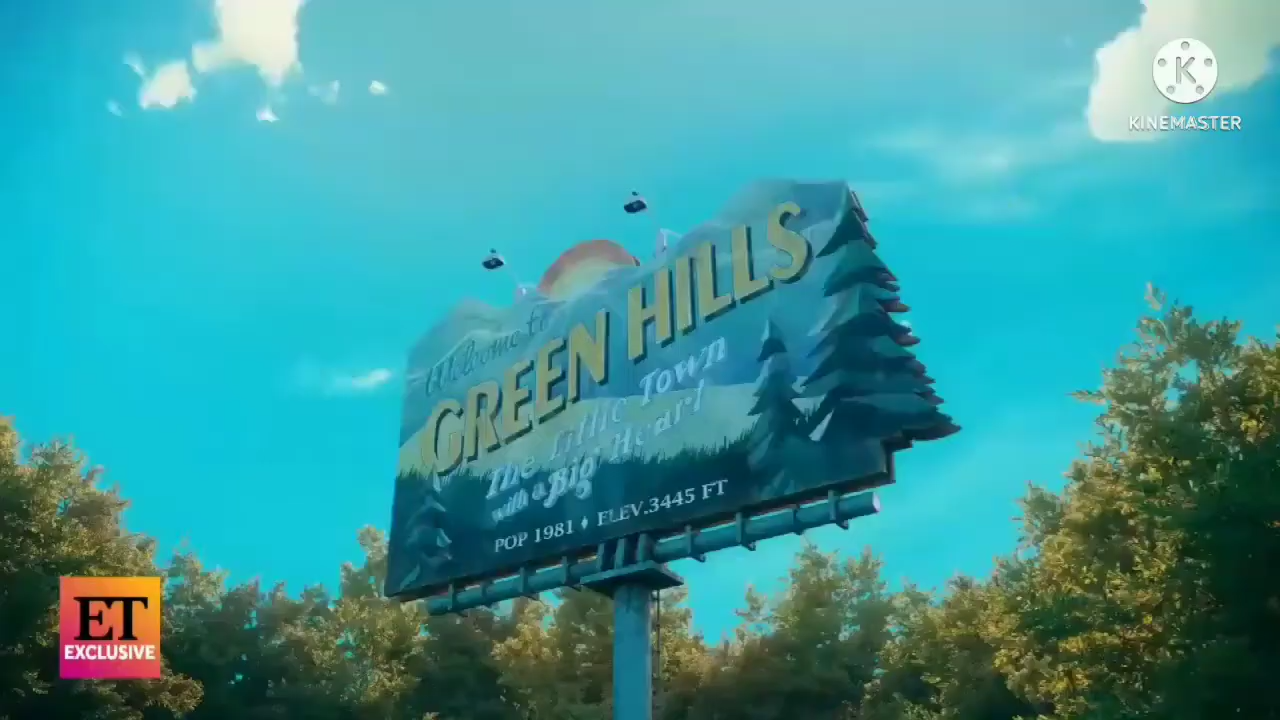 K
KINEMASTER
Welcome to
GREEN HILLS
The Little Town
with a Big Heart
POP 1981 ♦ ELEV.3445 FT
ET
EXCLUSIVE